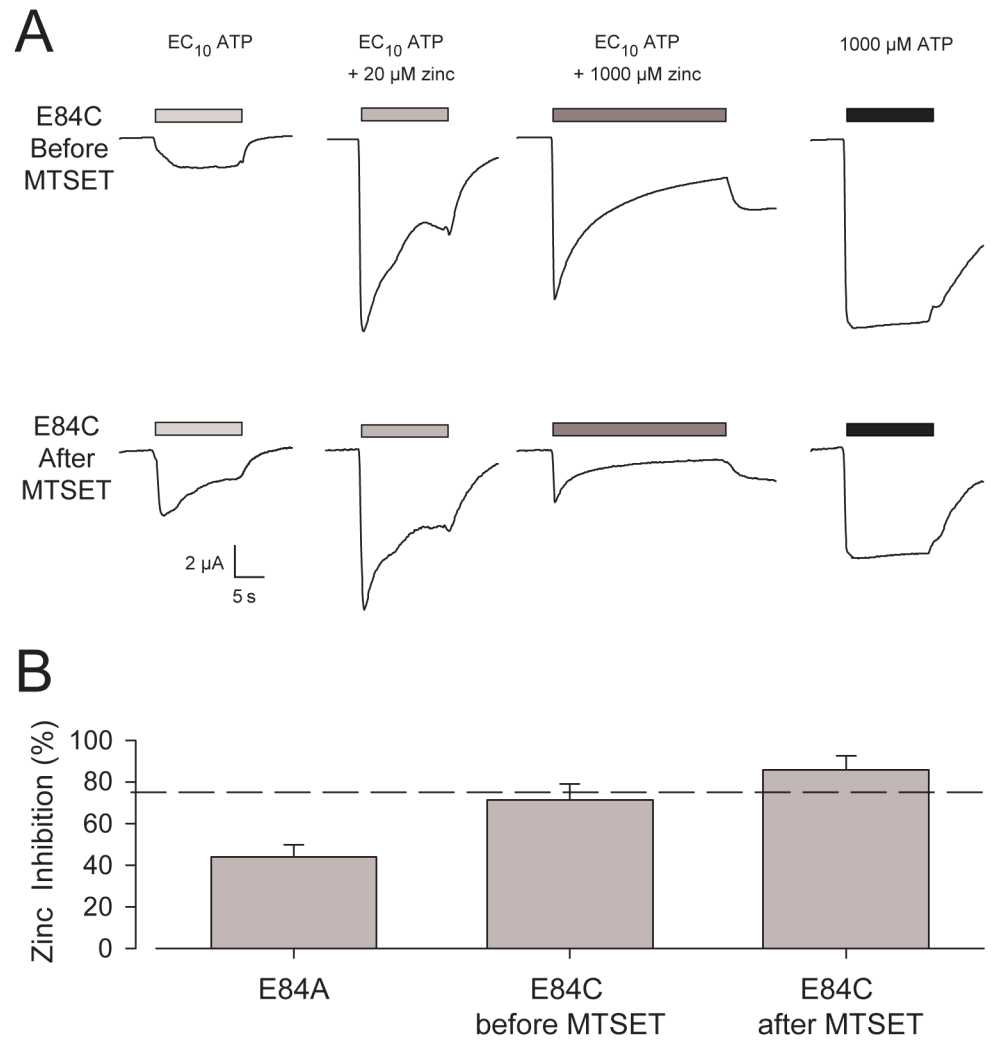 A
EC10 ATP
EC10 ATP
+ 20 µM zinc
EC10 ATP
+ 1000 µM zinc
1000 µM ATP
E84C
Before
MTSET
E84C
After
MTSET
2 µA
5 s
B
Zinc Inhibition (%)
100
80
60
40
20
0
E84A
E84C
before MTSET
E84C
after MTSET